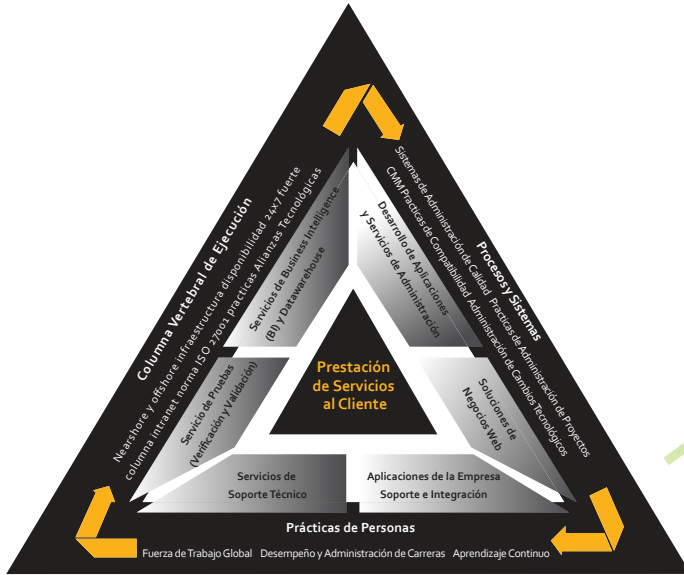 Columna Vertebral de Ejecución
Nearshore y offshore infraestructura disponibilidad 24x7 fuerte
columna intranet norma ISO 27001 practicas Alianzas Tecnológicas
Procesos y Sistemas
Sistemas de Administración de Calidad Practicas de Administración de Proyectos
CMM Practicas de Compatibilidad Administración de Cambios Tecnológicos
Servicios de Business Intelligence
(BI) y Datawarehouse
Desarrollo de Aplicaciones
y Servicios de Administración
Servicio de Pruebas
(Verificación y Validación)
Prestación
de Servicios
al Cliente
Soluciones de
Negocios Web
Servicios de
Soporte Técnico
Aplicaciones de la Empresa
Soporte e Integración
Prácticas de Personas
Fuerza de Trabajo Global Desempeño y Administración de Carreras Aprendizaje Continuo